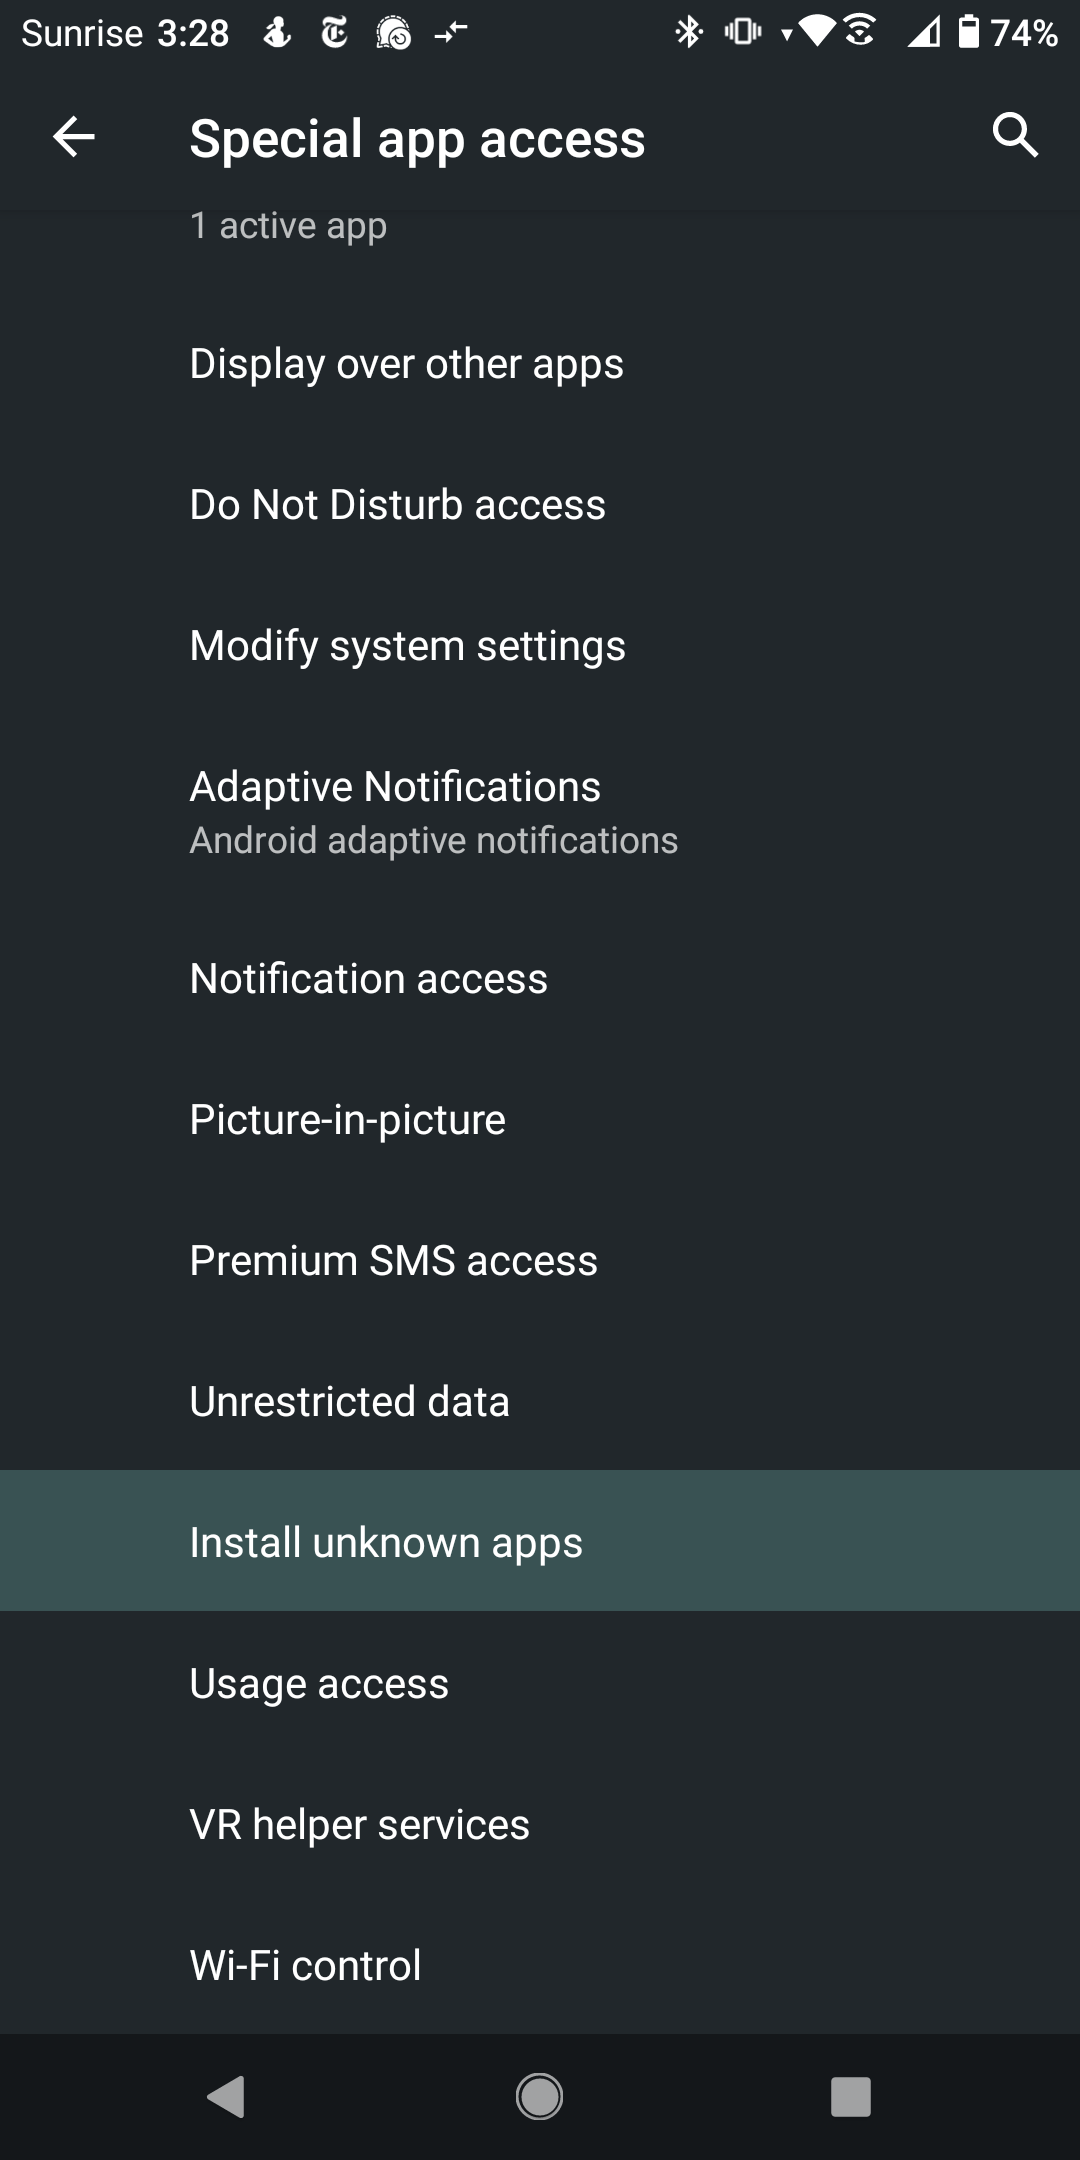 Sunrise 3:28 74%
Special app access
1 active app
Display over other apps
Do Not Disturb access
Modify system settings
Adaptive Notifications
Android adaptive notifications
Notification access
Picture-in-picture
Premium SMS access
Unrestricted data
Install unknown apps
Usage access
VR helper services
Wi-Fi control